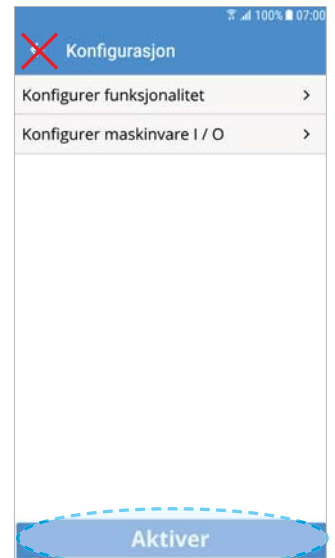 100% 07:00
Konfigurasjon
Konfigurer funksjonalitet
Konfigurer maskinvare I / O
Aktiver